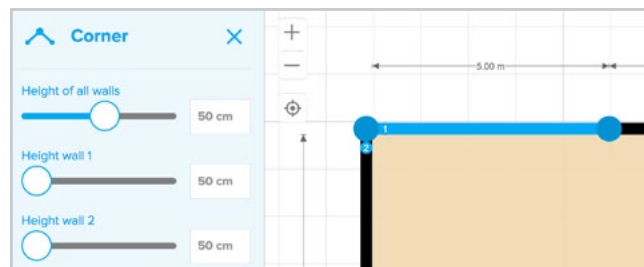 Corner
Height of all walls
50 cm
Height wall 1
50 cm
Height wall 2
50 cm
5.00 m
1
2